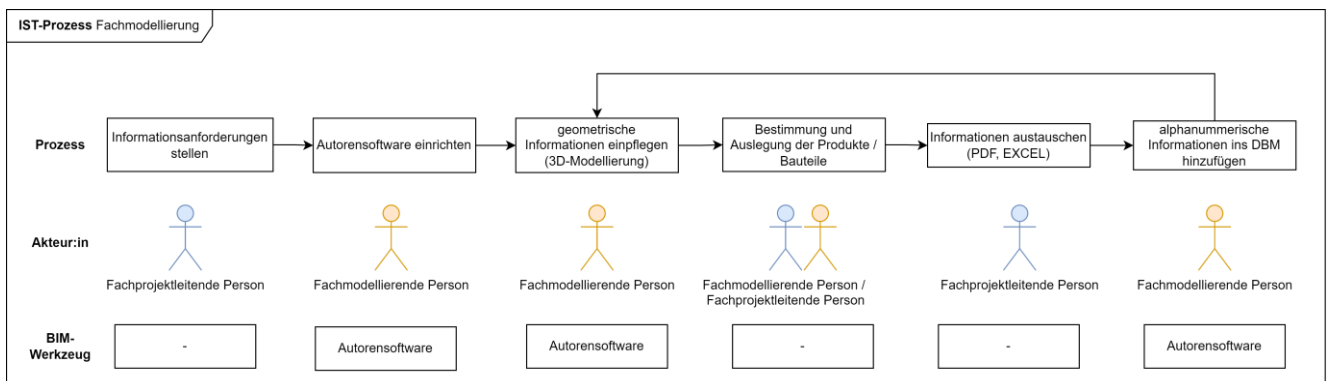 IST-Prozess Fachmodellierung
Prozess
Informationsanforderungen
stellen
Autorensoftware einrichten
geometrische
Informationen einpflegen
(3D-Modellierung)
Bestimmung und
Auslegung der Produkte /
Bauteile
Informationen austauschen
(PDF, EXCEL)
alphanummerische
Informationen ins DBM
hinzufügen
Akteur:in
Fachprojektleitende Person
Fachmodellierende Person
Fachmodellierende Person
Fachmodellierende Person /
Fachprojektleitende Person
Fachprojektleitende Person
Fachmodellierende Person
BIM-
Werkzeug
-
Autorensoftware
Autorensoftware
-
-
Autorensoftware